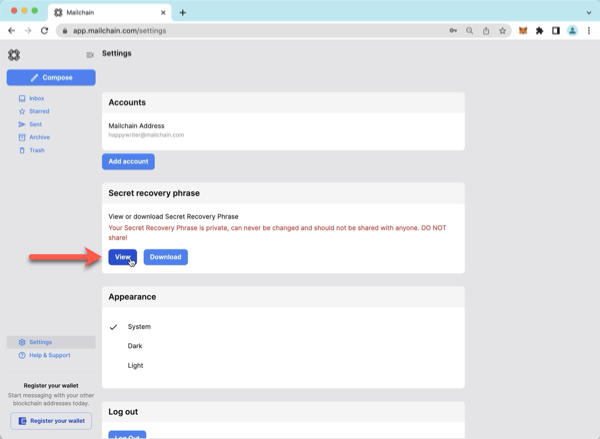 Mailchain
app.mailchain.com/settings
Settings
Compose
Inbox
Starred
Sent
Archive
Trash
Settings
Help & Support
Register your wallet
Start messaging with your other
blockchain addresses today.
Register your wallet
Accounts
Mailchain Address
happywriter@mailchain.com
Add account
Secret recovery phrase
View or download Secret Recovery Phrase
Your Secret Recovery Phrase is private, can never be changed and should not be shared with anyone. DO NOT
share!
View
Download
Appearance
System
Dark
Light
Log out
Log Out